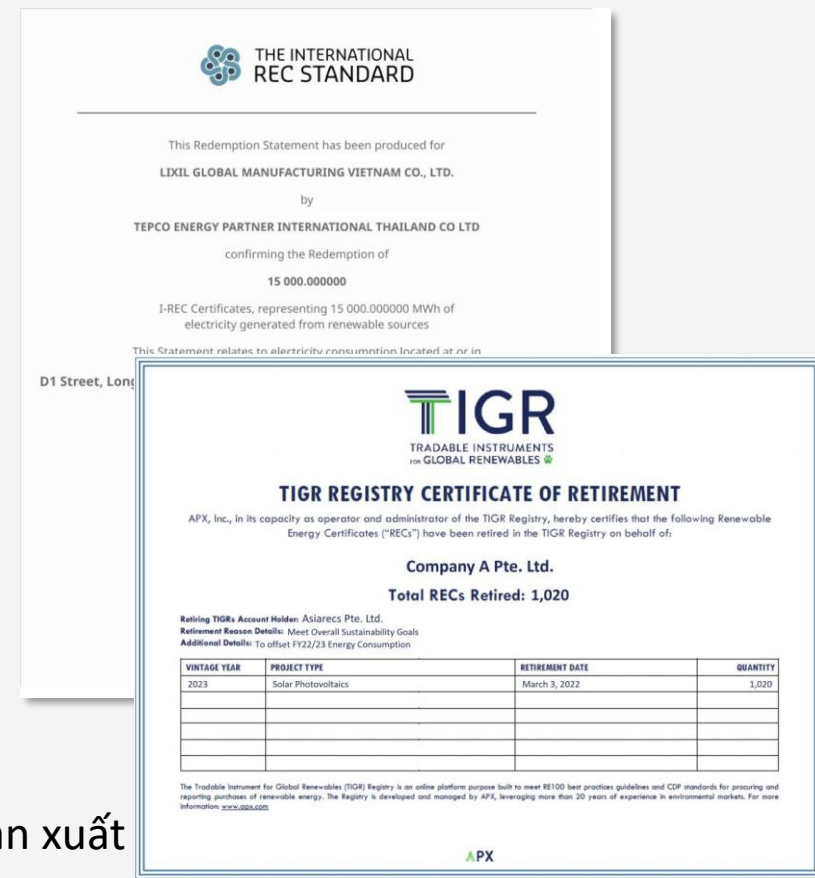 THE INTERNATIONAL
REC STANDARD
This Redemption Statement has been produced for
LIXIL GLOBAL MANUFACTURING VIETNAM CO., LTD.
by
TEPCO ENERGY PARTNER INTERNATIONAL THAILAND CO LTD
confirming the Redemption of
15 000.000000
I-REC Certificates, representing 15 000.000000 MWh of
electricity generated from renewable sources
This Statement relates to electricity consumption located at or in
D1 Street,
TIGR
TRADABLE INSTRUMENTS
FOR GLOBAL RENEWABLES
TIGR REGISTRY CERTIFICATE OF RETIREMENT
APX, Inc., in its capacity as operator and administrator of the TIGR Registry, hereby certifies that the following Renewable
Energy Certificates ("RECs") have been retired in the TIGR Registry on behalf of:
Company A Pte. Ltd.
Total RECs Retired: 1,020
Retiring TIGRs Account Holder: Asiarecs Pte. Ltd.
Retirement Reason Details: Meet Overall Sustainability Goals
Additional Details: To offset FY22/23 Energy Consumption
VINTAGE YEAR PROJECT TYPE RETIREMENT DATE QUANTITY
2023 Solar Photovoltaics March 3, 2022 1,020
The Tradable Instrument for Global Renewables (TIGR) Registry is an online platform purpose built to meet RE100 best practices guidelines and CDP standards for procuring and
reporting purchases of renewable energy. The Registry is developed and managed by APX, leveraging more than 20 years of experience in environmental markets. For more
information: www.apx.com
xuất
APX